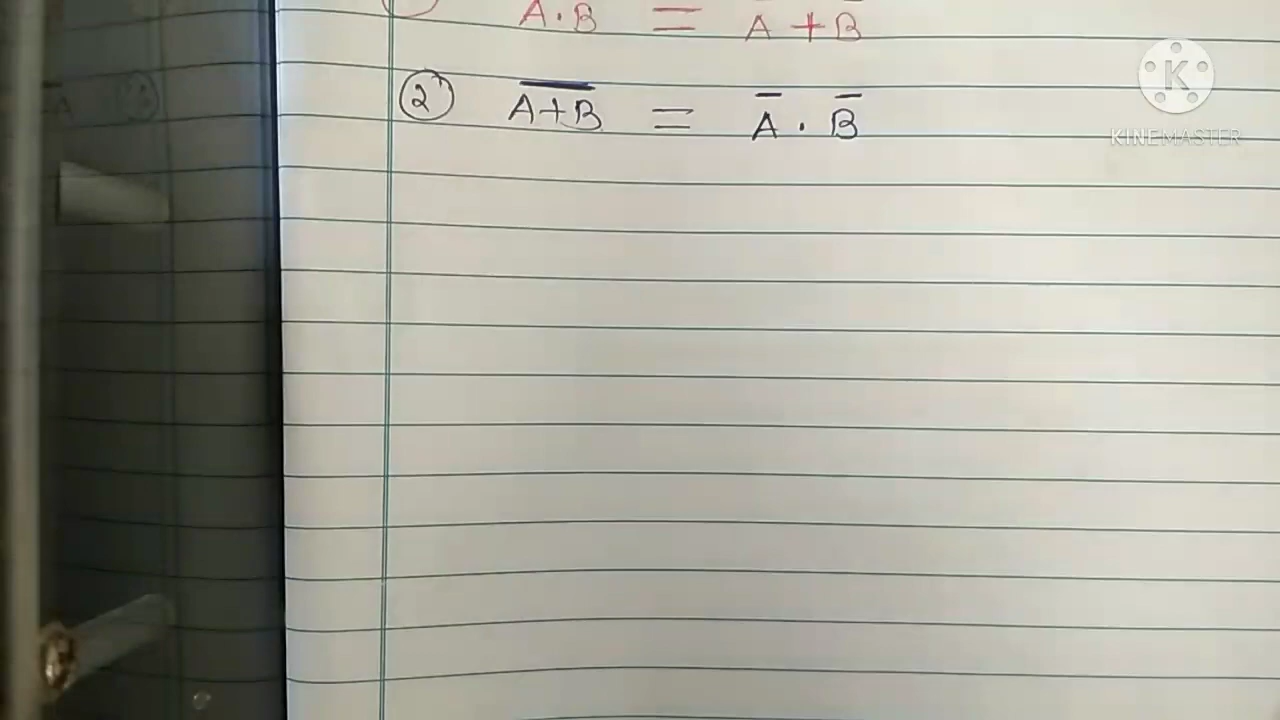 A.B = A + B̅
② A̅+̅B̅ = A̅ . B̅
KINEMASTER